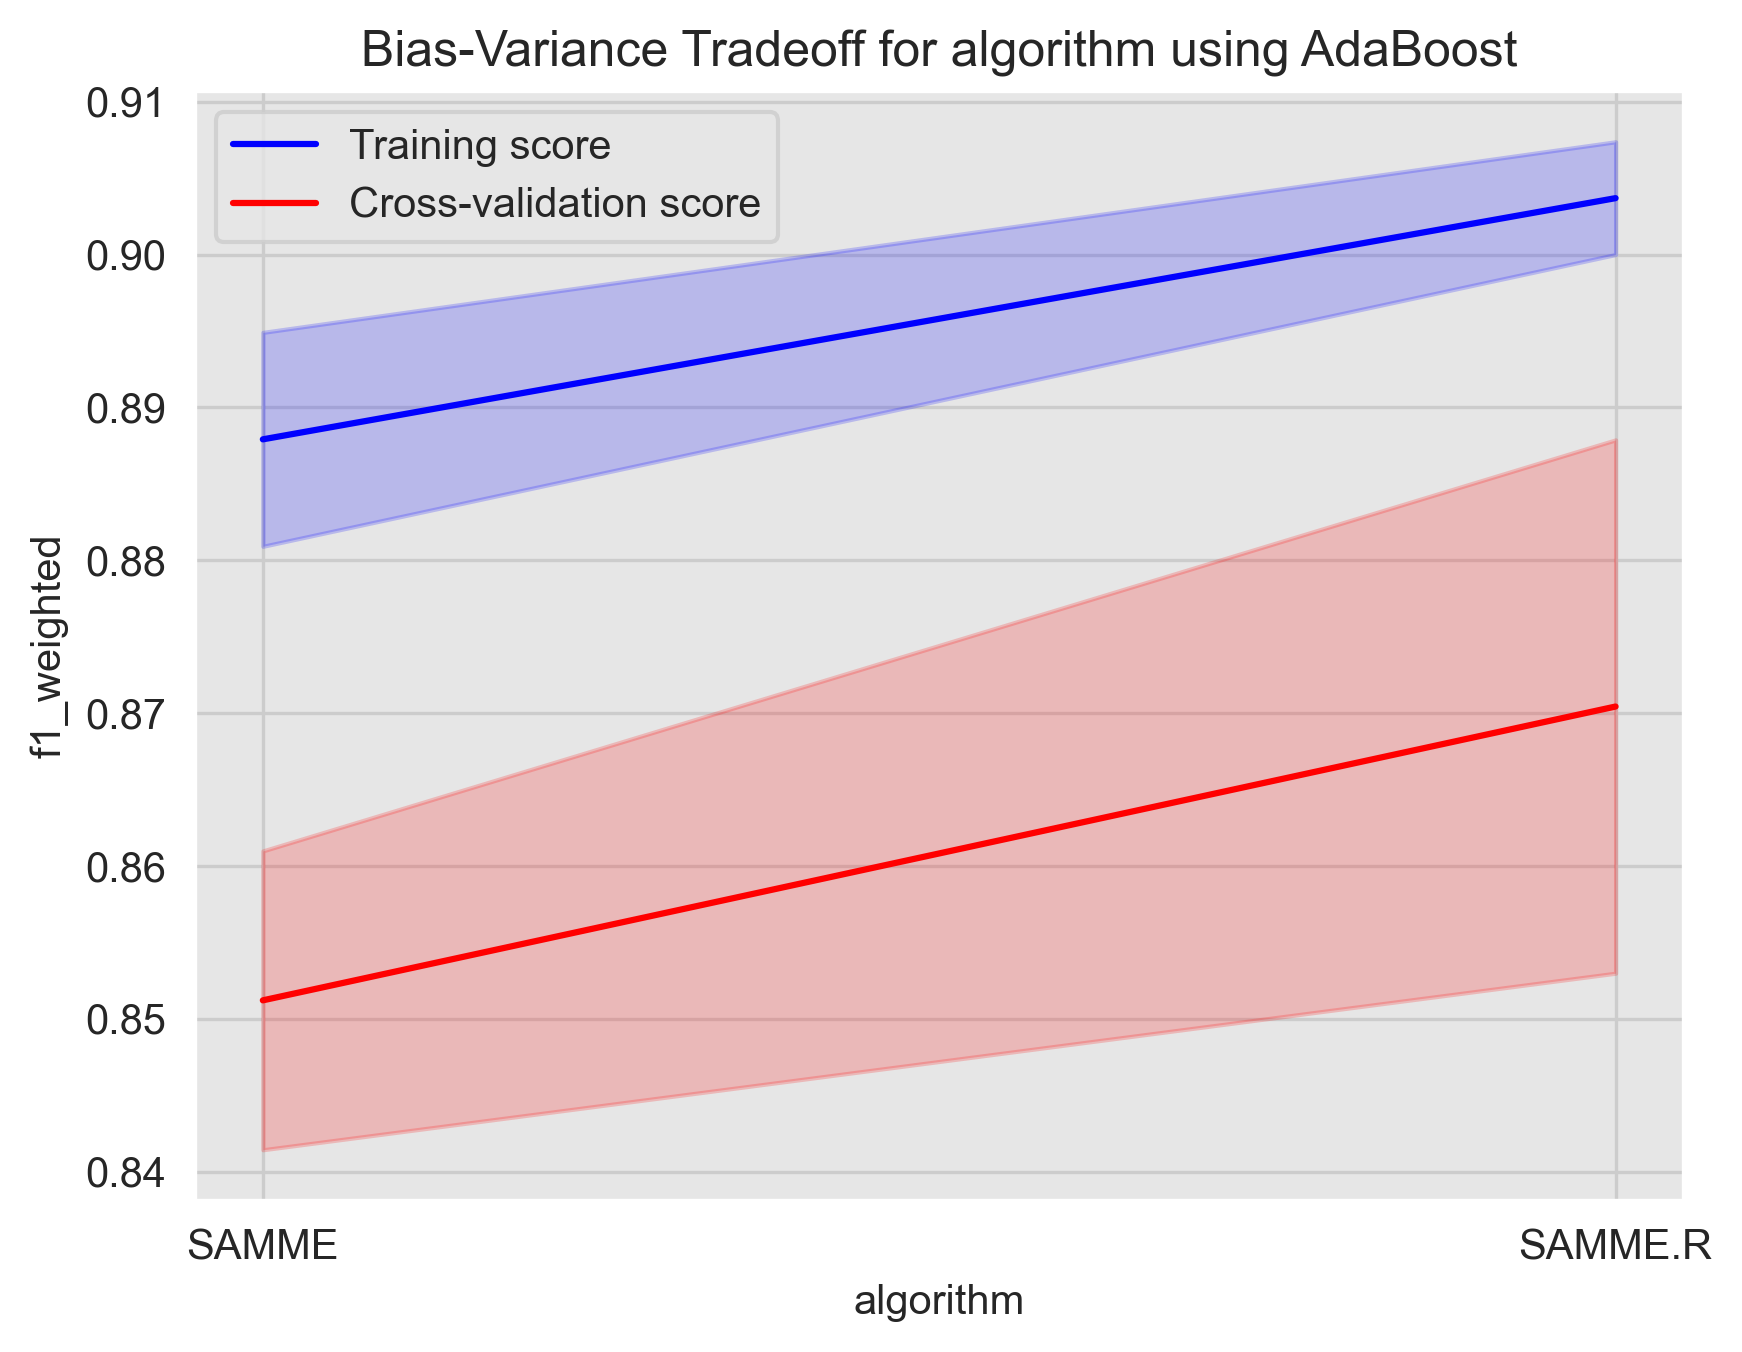 Bias-Variance Tradeoff for algorithm using AdaBoost
Training score
Cross-validation score
0.91
0.90
0.89
0.88
0.87
0.86
0.85
0.84
f1_weighted
SAMME
SAMME.R
algorithm